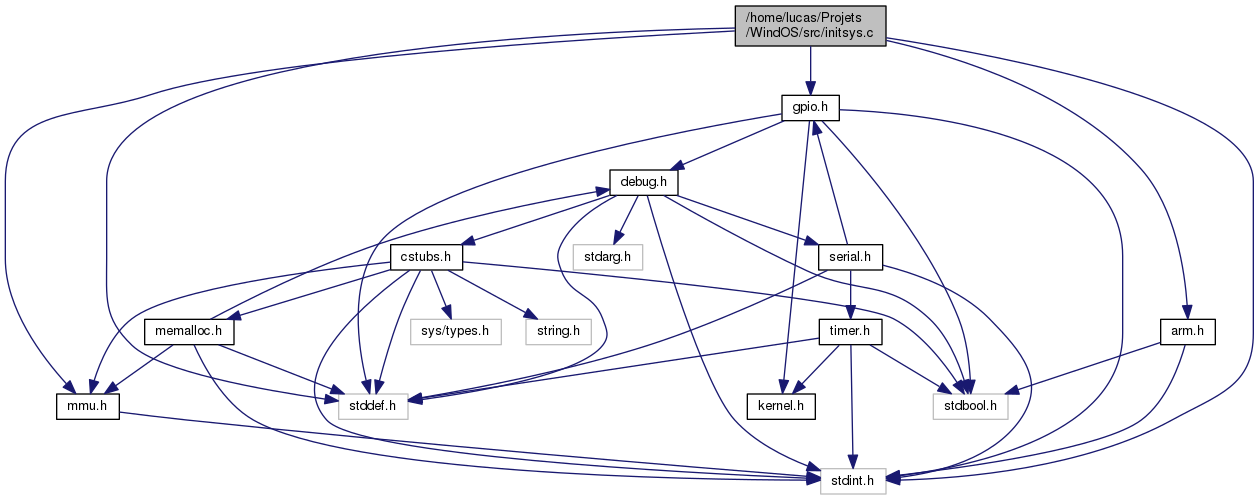 /home/lucas/Projets
/WindOS/src/initsys.c
gpio.h
debug.h
cstubs.h
stdarg.h
serial.h
memalloc.h
sys/types.h
string.h
timer.h
arm.h
mmu.h
stddef.h
kernel.h
stdbool.h
stdint.h